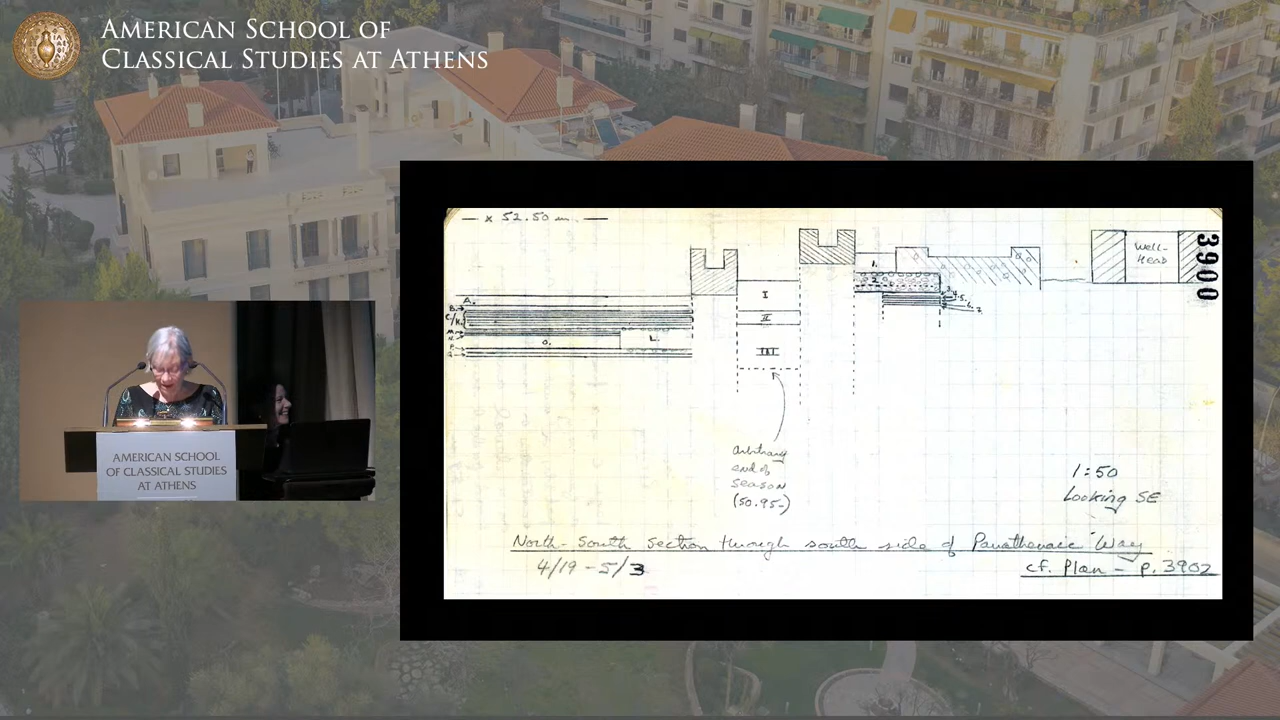 AMERICAN SCHOOL OF
CLASSICAL STUDIES AT ATHENS
AMERICAN SCHOOL
OF CLASSICAL STUDIES
AT ATHENS
x 52.50 m.
3900
Well-
Head
I
II
III
A.
B.
O.
L.
1.
2.
arbitrary
end of
season
(50.95-)
1:50
Looking SE
North-South Section through south side of Panathenaic Way
4/19 - 5/3
cf. Plan - p. 3902